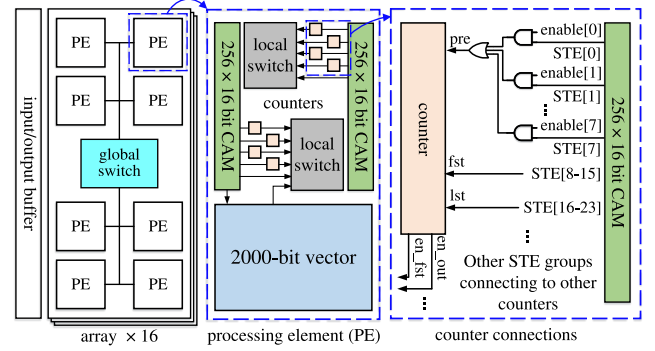 input/output buffer
PE
PE
PE
PE
global
switch
PE
PE
PE
PE
array × 16
256 × 16 bit CAM
local
switch
counters
local
switch
256 × 16 bit CAM
2000-bit vector
processing element (PE)
counter
pre
fst
lst
en_fst
en_out
...
enable[0]
STE[0]
enable[1]
STE[1]
...
enable[7]
STE[7]
STE[8-15]
STE[16-23]
...
Other STE groups
connecting to other
counters
256 × 16 bit CAM
counter connections